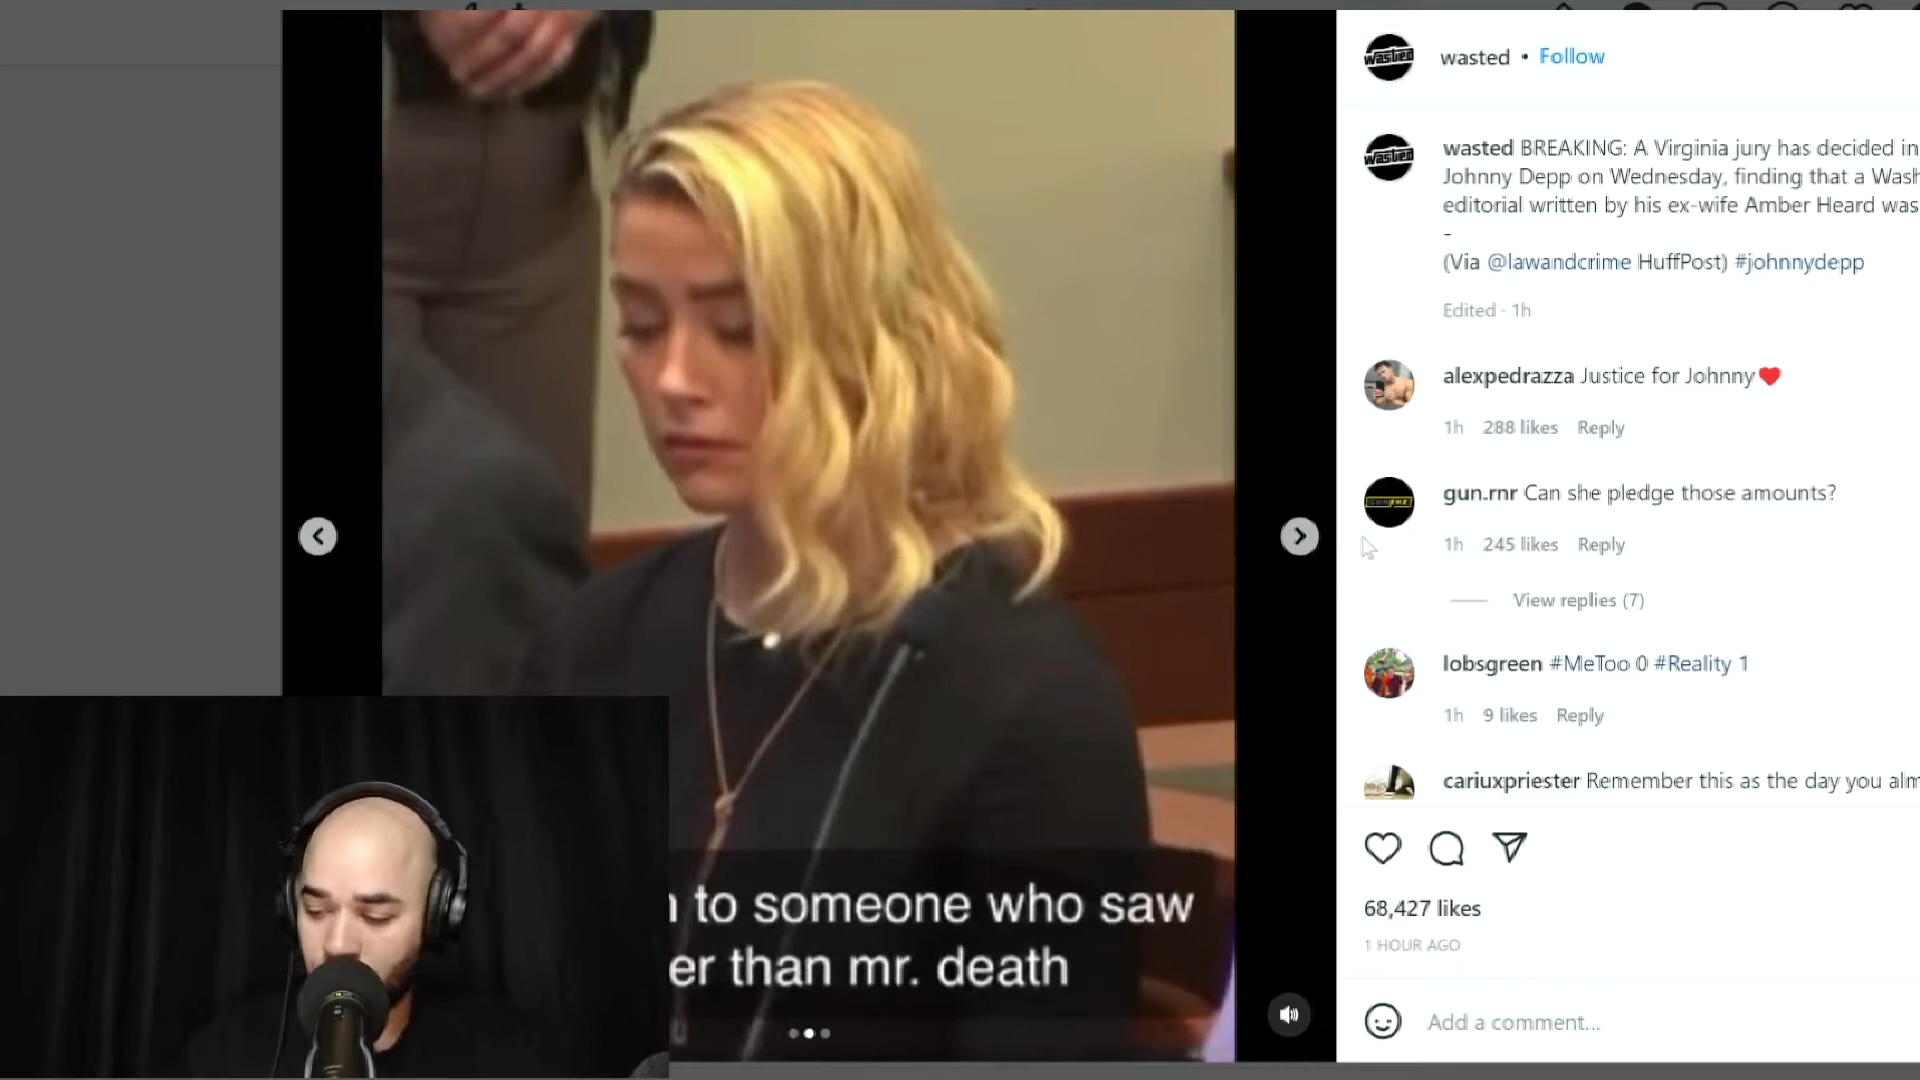 wasted • Follow
wasted BREAKING: A Virginia jury has decided in
Johnny Depp on Wednesday, finding that a Wash
editorial written by his ex-wife Amber Heard was
-
(Via @lawandcrime HuffPost) #johnnydepp
Edited · 1h
alexpedrazza Justice for Johnny❤️
1h 288 likes Reply
gun.rnr Can she pledge those amounts?
1h 245 likes Reply
View replies (7)
lobsgreen #MeToo 0 #Reality 1
1h 9 likes Reply
cariuxpriester Remember this as the day you alm
68,427 likes
1 HOUR AGO
Add a comment...
to someone who saw
er than mr. death